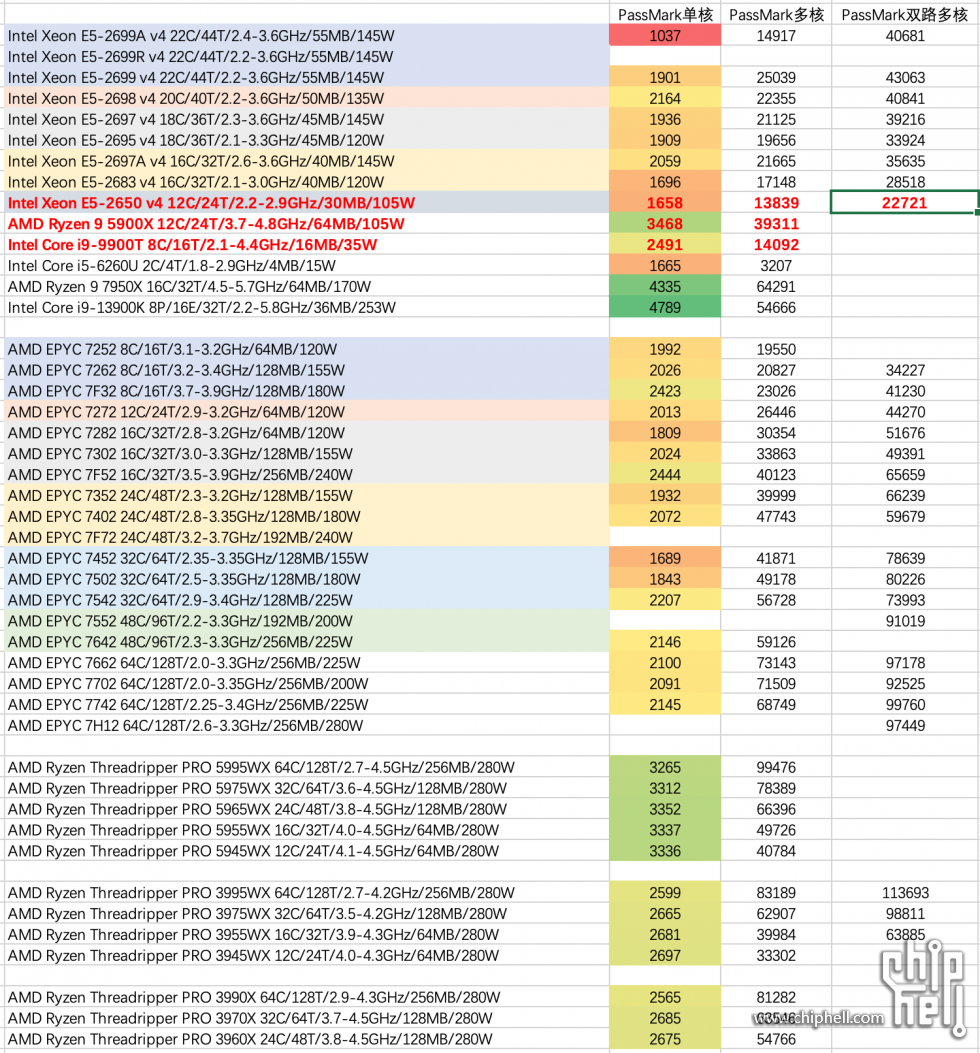 PassMark单核 PassMark多核 PassMark双路多核
Intel Xeon E5-2699A v4 22C/44T/2.4-3.6GHz/55MB/145W 1037 14917 40681
Intel Xeon E5-2699R v4 22C/44T/2.2-3.6GHz/55MB/145W
Intel Xeon E5-2699 v4 22C/44T/2.2-3.6GHz/55MB/145W 1901 25039 43063
Intel Xeon E5-2698 v4 20C/40T/2.2-3.6GHz/50MB/135W 2164 22355 40841
Intel Xeon E5-2697 v4 18C/36T/2.3-3.6GHz/45MB/145W 1936 21125 39216
Intel Xeon E5-2695 v4 18C/36T/2.1-3.3GHz/45MB/120W 1909 19656 33924
Intel Xeon E5-2697A v4 16C/32T/2.6-3.6GHz/40MB/145W 2059 21665 35635
Intel Xeon E5-2683 v4 16C/32T/2.1-3.0GHz/40MB/120W 1696 17148 28518
Intel Xeon E5-2650 v4 12C/24T/2.2-2.9GHz/30MB/105W 1658 13839 22721
AMD Ryzen 9 5900X 12C/24T/3.7-4.8GHz/64MB/105W 3468 39311
Intel Core i9-9900T 8C/16T/2.1-4.4GHz/16MB/35W 2491 14092
Intel Core i5-6260U 2C/4T/1.8-2.9GHz/4MB/15W 1665 3207
AMD Ryzen 9 7950X 16C/32T/4.5-5.7GHz/64MB/170W 4335 64291
Intel Core i9-13900K 8P/16E/32T/2.2-5.8GHz/36MB/253W 4789 54666
AMD EPYC 7252 8C/16T/3.1-3.2GHz/64MB/120W 1992 19550
AMD EPYC 7262 8C/16T/3.2-3.4GHz/128MB/155W 2026 20827 34227
AMD EPYC 7F32 8C/16T/3.7-3.9GHz/128MB/180W 2423 23026 41230
AMD EPYC 7272 12C/24T/2.9-3.2GHz/64MB/120W 2013 26446 44270
AMD EPYC 7282 16C/32T/2.8-3.2GHz/64MB/120W 1809 30354 51676
AMD EPYC 7302 16C/32T/3.0-3.3GHz/128MB/155W 2024 33863 49391
AMD EPYC 7F52 16C/32T/3.5-3.9GHz/256MB/240W 2444 40123 65659
AMD EPYC 7352 24C/48T/2.3-3.2GHz/128MB/155W 1932 39999 66239
AMD EPYC 7402 24C/48T/2.8-3.35GHz/128MB/180W 2072 47743 59679
AMD EPYC 7F72 24C/48T/3.2-3.7GHz/192MB/240W
AMD EPYC 7452 32C/64T/2.35-3.35GHz/128MB/155W 1689 41871 78639
AMD EPYC 7502 32C/64T/2.5-3.35GHz/128MB/180W 1843 49178 80226
AMD EPYC 7542 32C/64T/2.9-3.4GHz/128MB/225W 2207 56728 73993
AMD EPYC 7552 48C/96T/2.2-3.3GHz/192MB/200W 91019
AMD EPYC 7642 48C/96T/2.3-3.3GHz/256MB/225W 2146 59126
AMD EPYC 7662 64C/128T/2.0-3.3GHz/256MB/225W 2100 73143 97178
AMD EPYC 7702 64C/128T/2.0-3.35GHz/256MB/200W 2091 71509 92525
AMD EPYC 7742 64C/128T/2.25-3.4GHz/256MB/225W 2145 68749 99760
AMD EPYC 7H12 64C/128T/2.6-3.3GHz/256MB/280W 97449
AMD Ryzen Threadripper PRO 5995WX 64C/128T/2.7-4.5GHz/256MB/280W 3265 99476
AMD Ryzen Threadripper PRO 5975WX 32C/64T/3.6-4.5GHz/128MB/280W 3312 78389
AMD Ryzen Threadripper PRO 5965WX 24C/48T/3.8-4.5GHz/128MB/280W 3352 66396
AMD Ryzen Threadripper PRO 5955WX 16C/32T/4.0-4.5GHz/64MB/280W 3337 49726
AMD Ryzen Threadripper PRO 5945WX 12C/24T/4.1-4.5GHz/64MB/280W 3336 40784
AMD Ryzen Threadripper PRO 3995WX 64C/128T/2.7-4.2GHz/256MB/280W 2599 83189 113693
AMD Ryzen Threadripper PRO 3975WX 32C/64T/3.5-4.2GHz/128MB/280W 2665 62907 98811
AMD Ryzen Threadripper PRO 3955WX 16C/32T/3.9-4.3GHz/64MB/280W 2681 39984 63885
AMD Ryzen Threadripper PRO 3945WX 12C/24T/4.0-4.3GHz/64MB/280W 2697 33302
chip
hell
AMD Ryzen Threadripper PRO 3990X 64C/128T/2.9-4.3GHz/256MB/280W 2565 81282
AMD Ryzen Threadripper PRO 3970X 32C/64T/3.7-4.5GHz/128MB/280W 2685
www.chiphell.com
AMD Ryzen Threadripper PRO 3960X 24C/48T/3.8-4.5GHz/128MB/280W 2675 54766